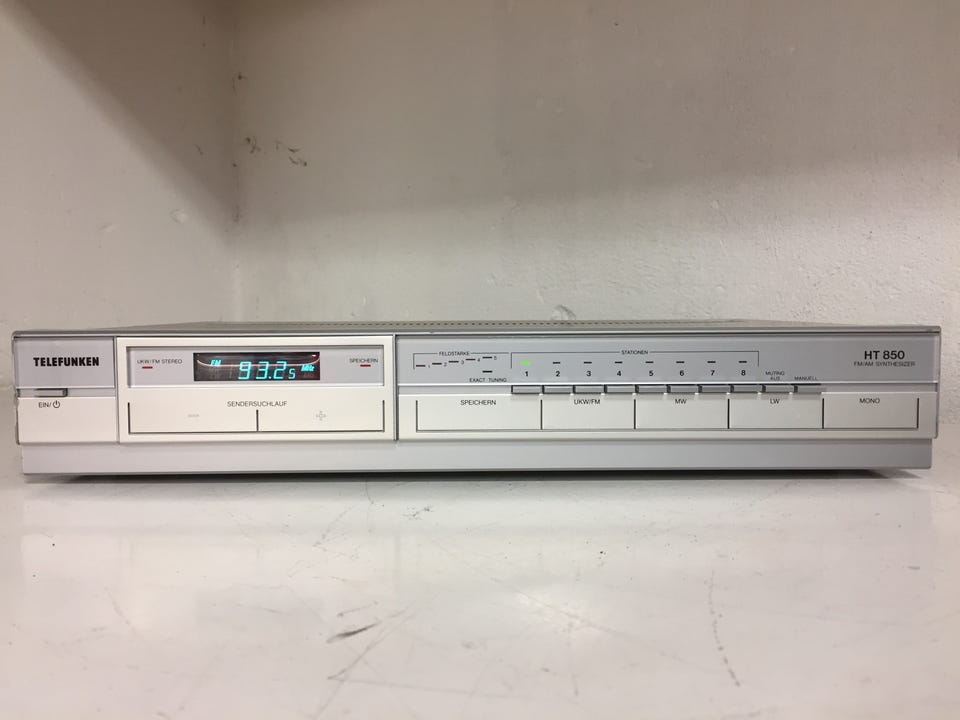 TELEFUNKEN
EIN/
UKW/FM STEREO
SPEICHERN
FM 93.25 MHz
SENDERSUCHLAUF
FELDSTÄRKE
1 2 3 4 5
EXACT TUNING
STATIONEN
1 2 3 4 5 6 7 8
MUTING
AUS
MANUELL
HT 850
FM/AM SYNTHESIZER
SPEICHERN
UKW/FM
MW
LW
MONO